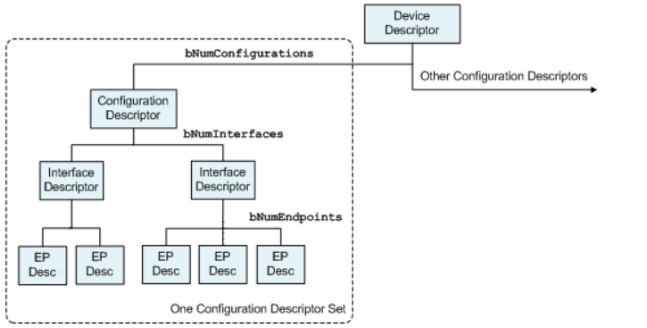 Device
Descriptor
bNumConfigurations
Other Configuration Descriptors
Configuration
Descriptor
bNumInterfaces
Interface
Descriptor
Interface
Descriptor
bNumEndpoints
EP
Desc
EP
Desc
EP
Desc
EP
Desc
EP
Desc
One Configuration Descriptor Set